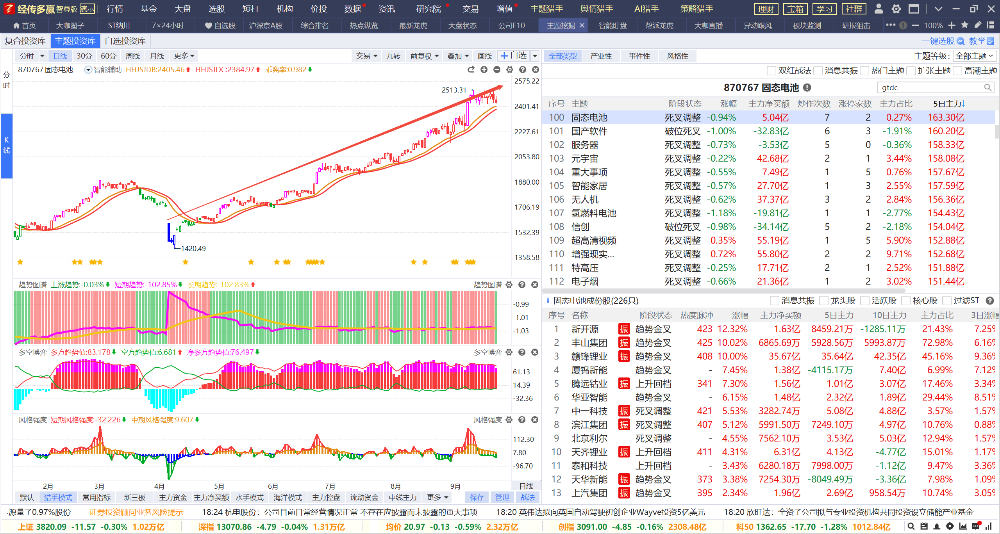 经传多赢 智尊版 演示 行情 基金 大盘 选股 短打 机构 价投 数据 资讯 研究院 交易 增值 主题猎手 舆情猎手 AI猎手 策略猎手 理财 宝箱 学习 社群
首页 大咖圈子 ST纳川 7×24小时 自选股 沪深京A股 综合排名 热点纵览 最新龙虎 大盘状态 公司F10 主题挖掘 智能盯盘 帮派龙虎 大咖直播 异动跟风 板块监测 研报狙击 100%
复合投资库 主题投资库 自选投资库 一键选股 教学
分时 日线 30分 60分 周线 月线 更多 交易 九转 前复权 叠加 画线 自选
分时
K线
870767 固态电池 智能辅助 HHJSJDB:2405.46 HHJSJDC:2384.97 乖离率:0.982
2575.22
2513.31→
2401.41
2227.61
2053.80
1880.00
1706.19
1532.39
←1420.49
1358.58
趋势图谱 上涨趋势:-0.03% 短期趋势:-102.85% 长期趋势:-102.83% 趋势图谱
-0.99
-1.01
-1.03
多空博弈 多方趋势值:83.178 空方趋势值:6.681 净多方趋势值:76.497 多空博弈
61.13
14.39
-32.36
风格强度 短期风格强度:-32.226 中期风格强度:9.607 风格强度
112.30
7.80
-96.70
2月 3月 4月 5月 6月 7月 8月 9月 日线
默认 猎手模式 常用指标 新三板 主力资金 主力净买额 水手模式 海洋模式 主力控盘 流动资金 中线主力 更多 保存 管理 战法
全部类型 产业性 事件性 风格性 主题等级: 全部主题
双红战法 消息共振 热门主题 扩张主题 高潮主题
870767 固态电池 gtdc
序号 主题 阶段状态 涨幅 主力净买额 炒作次数 涨停家数 主力占比 5日主力↓
100 固态电池 死叉调整 -0.94% 5.04亿 7 2 0.27% 163.30亿
101 国产软件 破位死叉 -1.00% -32.83亿 6 3 -1.91% 160.20亿
102 服务器 死叉调整 -0.73% -3.53亿 5 0 -0.36% 158.33亿
103 元宇宙 死叉调整 -0.22% 42.68亿 2 1 3.44% 158.08亿
104 重大事项 死叉调整 -0.55% 7.49亿 1 5 0.76% 157.67亿
105 智能家居 死叉调整 -0.57% 27.70亿 1 3 2.55% 157.59亿
106 无人机 死叉调整 -0.62% 37.37亿 3 2 2.84% 156.36亿
107 氢燃料电池 死叉调整 -1.18% -19.81亿 1 1 -2.77% 154.43亿
108 信创 破位死叉 -0.98% -34.14亿 5 2 -2.18% 154.04亿
109 超高清视频 死叉调整 0.35% 55.19亿 1 5 5.90% 152.88亿
110 增强现实... 死叉调整 0.72% 55.80亿 2 2 9.71% 152.68亿
111 特高压 死叉调整 -0.25% 17.71亿 2 1 2.52% 151.88亿
112 电子烟 死叉调整 -0.66% 21.36亿 1 2 3.02% 151.44亿
固态电池成份股(226只) 消息共振 龙头股 活跃股 核心股 过滤ST
序号 名称 阶段状态 热度脉冲 涨幅 主力净买额 5日主力 10日主力 主力占比 3日涨幅
1 新开源 振 趋势金叉 423 12.32% 1.63亿 8459.21万 -1285.11万 21.43% 7.25%
2 丰山集团 振 趋势金叉 425 10.02% 6865.69万 5928.56万 5993.87万 72.98% 6.16%
3 赣锋锂业 振 趋势金叉 408 10.00% 35.67亿 35.64亿 42.35亿 45.16% 9.36%
4 厦钨新能 趋势金叉 - 7.45% 1.38亿 -4115.17万 7.40亿 6.99% 7.12%
5 腾远钴业 振 上升回档 341 7.30% 1.56亿 1.01亿 3.07亿 17.46% 3.34%
6 华亚智能 趋势金叉 - 6.15% 1.48亿 2.32亿 1.89亿 29.44% 8.51%
7 中一科技 振 死叉调整 421 5.53% 3282.74万 5.08亿 4.88亿 3.57% 1.57%
8 滨江集团 振 死叉调整 407 5.12% 5991.50万 7249.10万 4.97亿 10.76% 0.88%
9 北京利尔 死叉调整 - 4.55% 7562.10万 3.53亿 5.03亿 12.94% 1.57%
10 天齐锂业 振 上升回档 411 4.31% 6.31亿 4.13亿 -4.77亿 15.01% 1.17%
11 泰和科技 上升回档 - 3.43% 6280.18万 7998.00万 -1.12亿 9.47% 3.36%
12 天华新能 振 趋势金叉 373 3.38% 7254.30万 -8049.49万 -3.36亿 7.98% 1.09%
13 上汽集团 振 趋势金叉 395 2.34% 1.96亿 2.69亿 958.54万 10.74% 3.05%
源量子0.97%股份 证券投资顾问业务风险提示 18:24 杭电股份：公司目前日常经营情况正常 不存在应披露而未披露的重大事项 18:20 英伟达拟向英国自动驾驶初创企业Wayve投资5亿美元 18:20 欣旺达：全资子公司拟与专业投资机构共同投资设立储能产业基金
上证 3820.09 -11.57 -0.30% 1.02万亿 深指 13070.86 -4.79 -0.04% 1.31万亿 均价 20.97 -0.13 -0.59% 2.32万亿 创指 3091.00 -4.85 -0.16% 2308.48亿 科50 1362.65 -17.70 -1.28% 1012.84亿